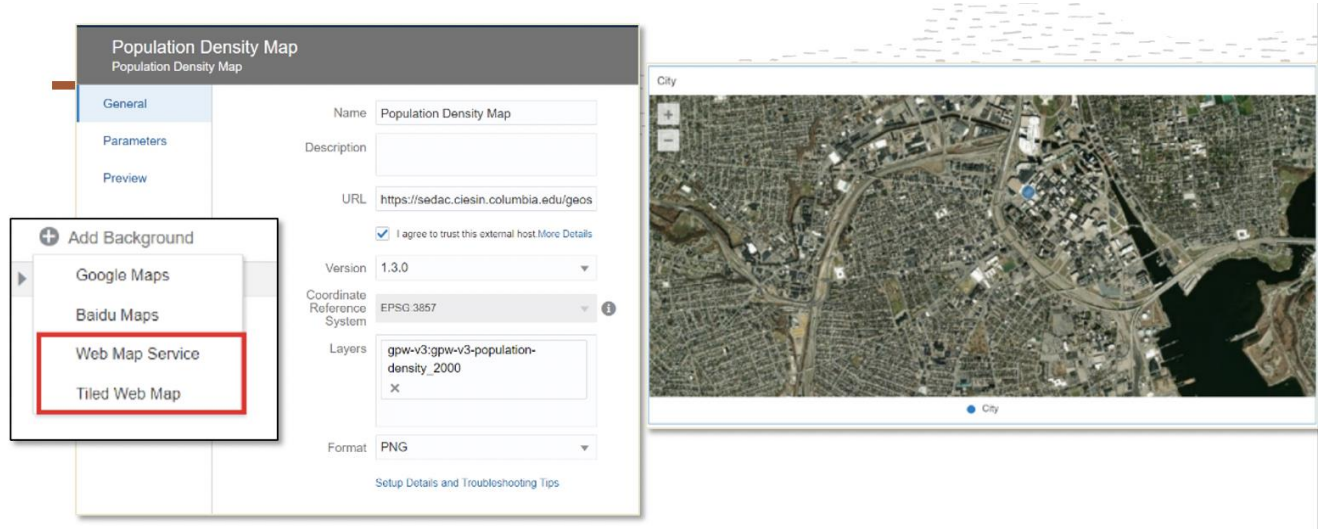 Population Density Map
Population Density Map
General
Parameters
Preview
Name
Population Density Map
Description
URL
https://sedac.ciesin.columbia.edu/geos
I agree to trust this external host.More Details
Version
1.3.0
Coordinate
Reference
System
EPSG 3857
Layers
gpw-v3:gpw-v3-population-
density_2000
Format
PNG
Setup Details and Troubleshooting Tips
Add Background
Google Maps
Baidu Maps
Web Map Service
Tiled Web Map
City
City